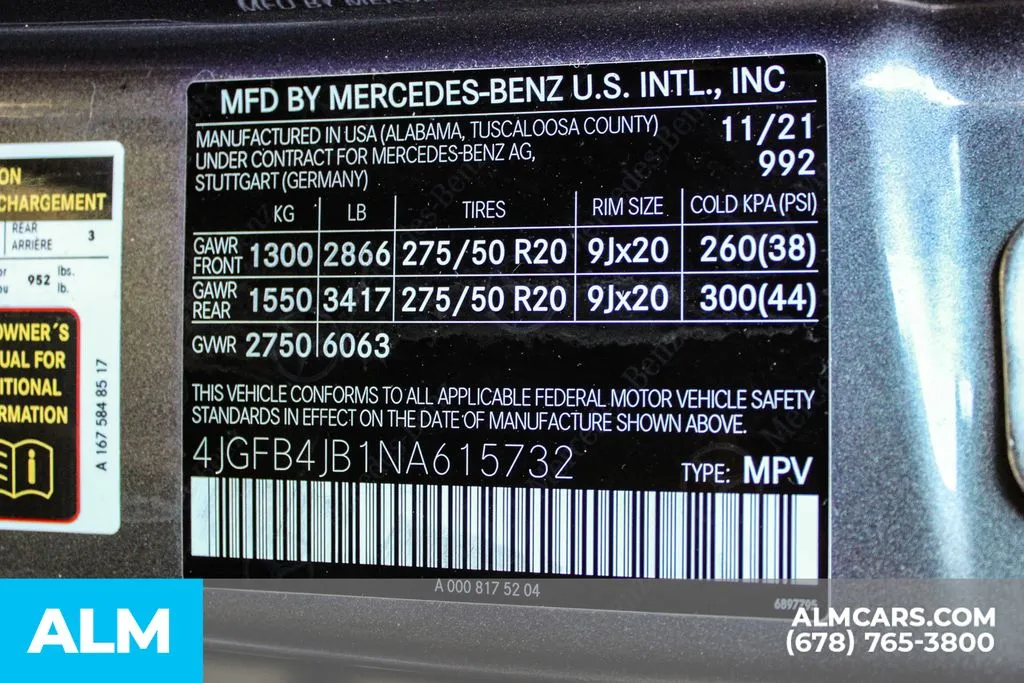 MFD BY MERCEDES-BENZ U.S. INTL., INC
MANUFACTURED IN USA (ALABAMA, TUSCALOOSA COUNTY) 11/21
UNDER CONTRACT FOR MERCEDES-BENZ AG, 992
STUTTGART (GERMANY)
KG LB TIRES RIM SIZE COLD KPA (PSI)
GAWR FRONT 1300 2866 275/50 R20 9Jx20 260(38)
GAWR REAR 1550 3417 275/50 R20 9Jx20 300(44)
GVWR 2750 6063
THIS VEHICLE CONFORMS TO ALL APPLICABLE FEDERAL MOTOR VEHICLE SAFETY
STANDARDS IN EFFECT ON THE DATE OF MANUFACTURE SHOWN ABOVE.
4JGFB4JB1NA615732 TYPE: MPV
A 000 817 52 04
6897795
ON
CHARGEMENT
REAR
ARRIÈRE 3
or 952 lbs.
ou lb.
OWNER´S
UAL FOR
ITIONAL
RMATION
A 167 584 85 17
ALM
ALMCARS.COM
(678) 765-3800